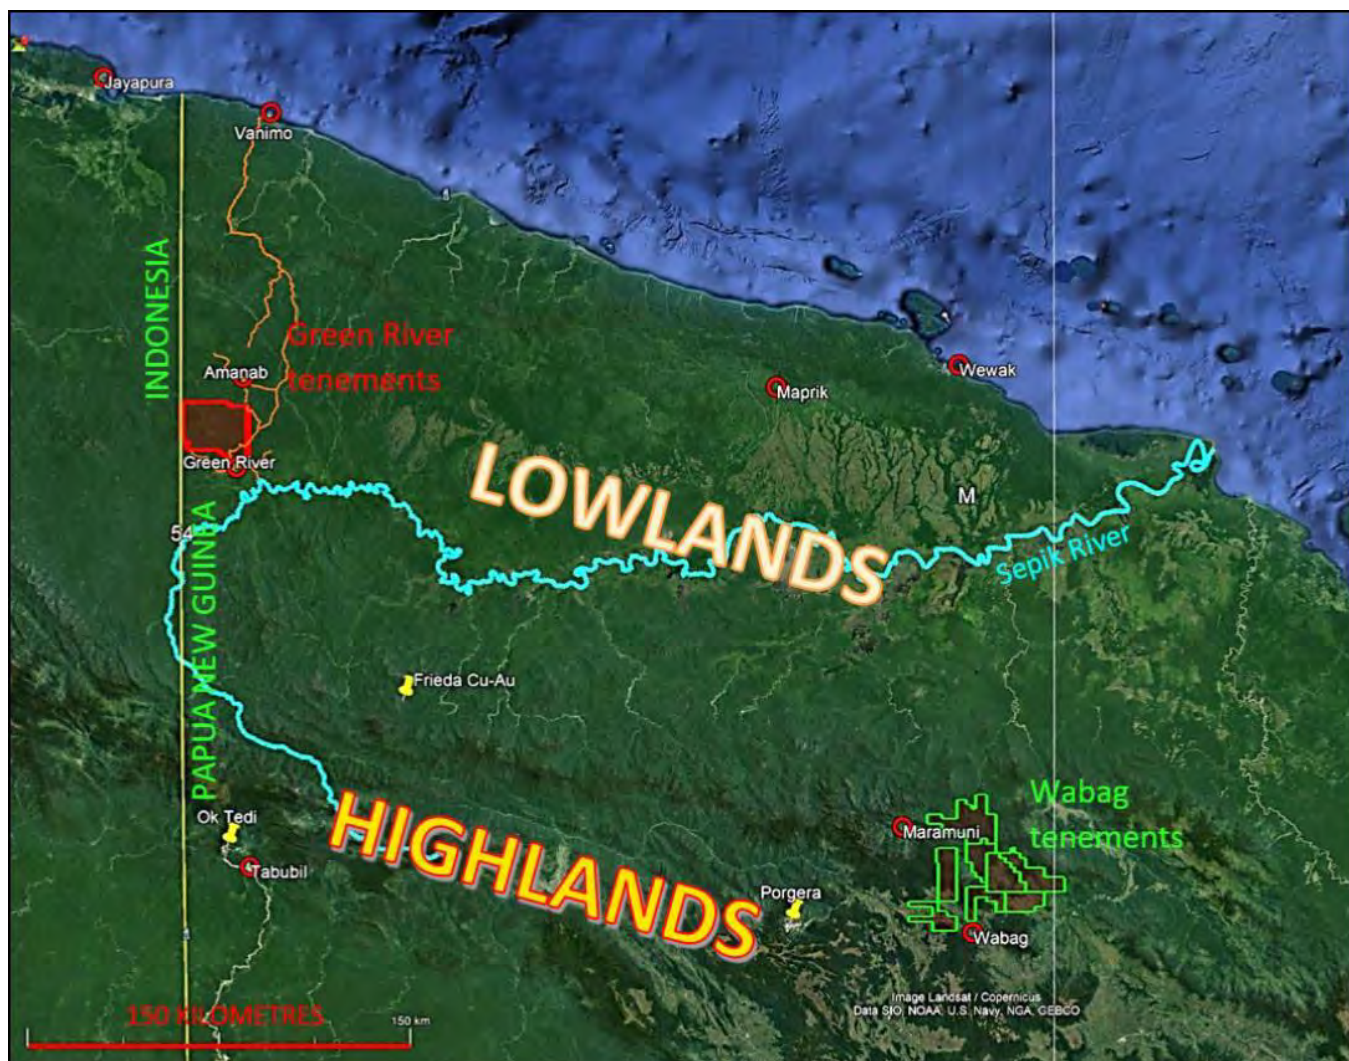 Jayapura
Vanimo
INDONESIA
Green River
tenements
Amanab
Wewak
Maprik
Green River
LOWLANDS
M
54
Sepik River
PAPUA NEW GUINEA
Frieda Cu-Au
Ok Tedi
Tabubil
HIGHLANDS
Wabag
tenements
Maramuni
Porgera
Wabag
150 KILOMETRES
150 km
Image Landsat / Copernicus
Data SIO, NOAA, U.S. Navy, NGA, GEBCO